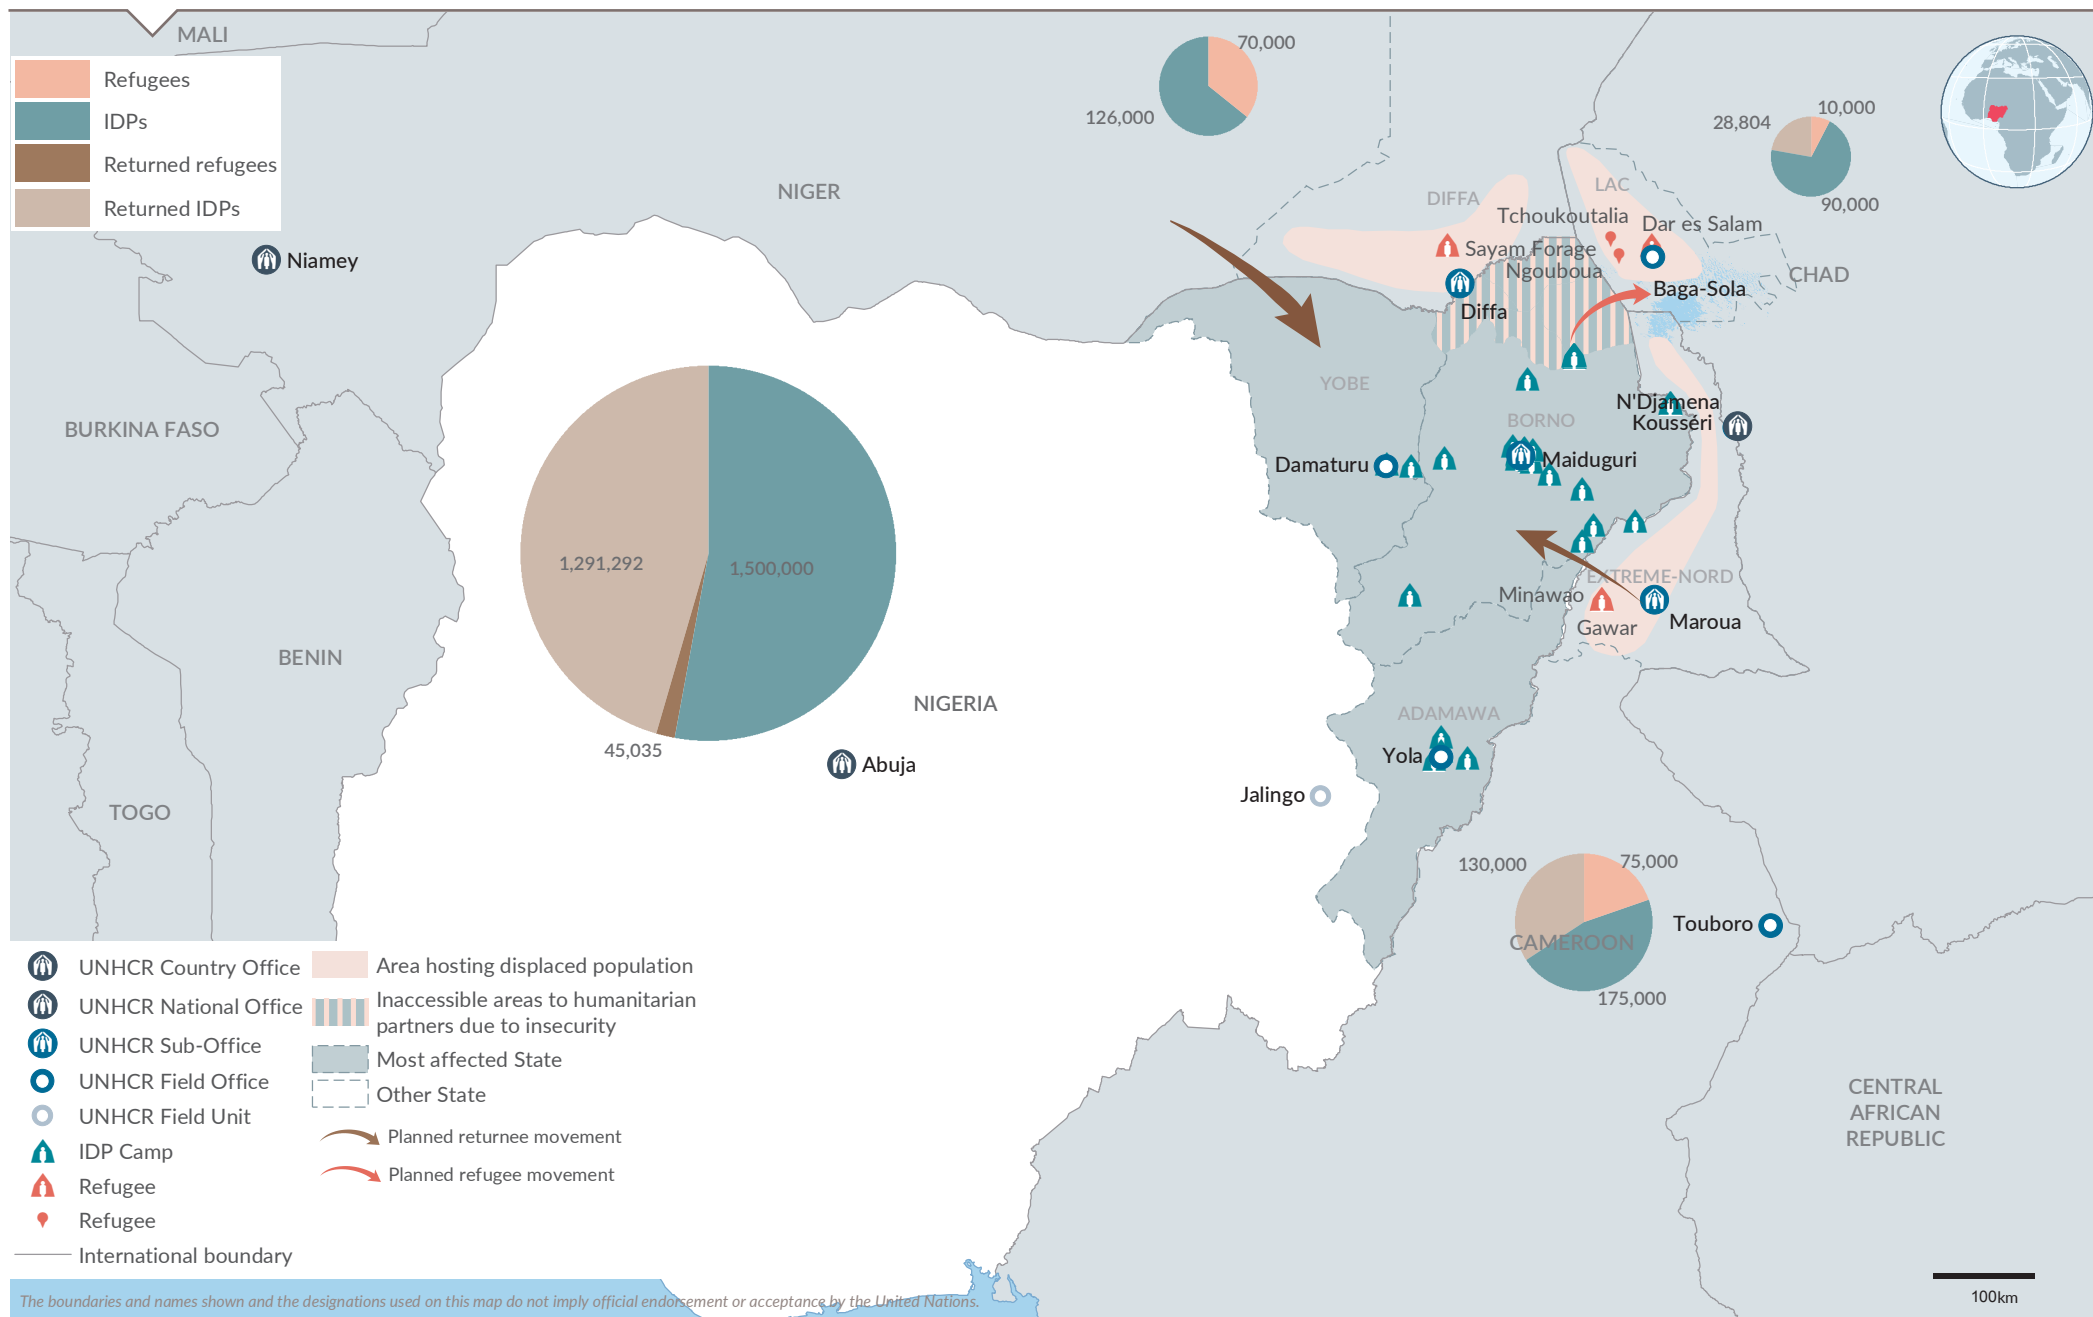 MALI
Refugees
IDPs
Returned refugees
Returned IDPs
70,000
126,000
10,000
28,804
90,000
NIGER
DIFFA
LAC
Tchoukoutalia
Dar es Salam
Sayam Forage
Ngouboua
CHAD
Baga-Sola
Diffa
Niamey
YOBE
BORNO
N'Djamena
Kousséri
BURKINA FASO
Damaturu
Maiduguri
1,291,292
1,500,000
EXTREME-NORD
Minawao
Gawar
Maroua
BENIN
NIGERIA
ADAMAWA
45,035
Abuja
Yola
Jalingo
TOGO
130,000
75,000
CAMEROON
Touboro
175,000
UNHCR Country Office
UNHCR National Office
UNHCR Sub-Office
UNHCR Field Office
UNHCR Field Unit
IDP Camp
Refugee
Refugee
International boundary
Area hosting displaced population
Inaccessible areas to humanitarian
partners due to insecurity
Most affected State
Other State
Planned returnee movement
Planned refugee movement
CENTRAL
AFRICAN
REPUBLIC
100km
The boundaries and names shown and the designations used on this map do not imply official endorsement or acceptance by the United Nations.